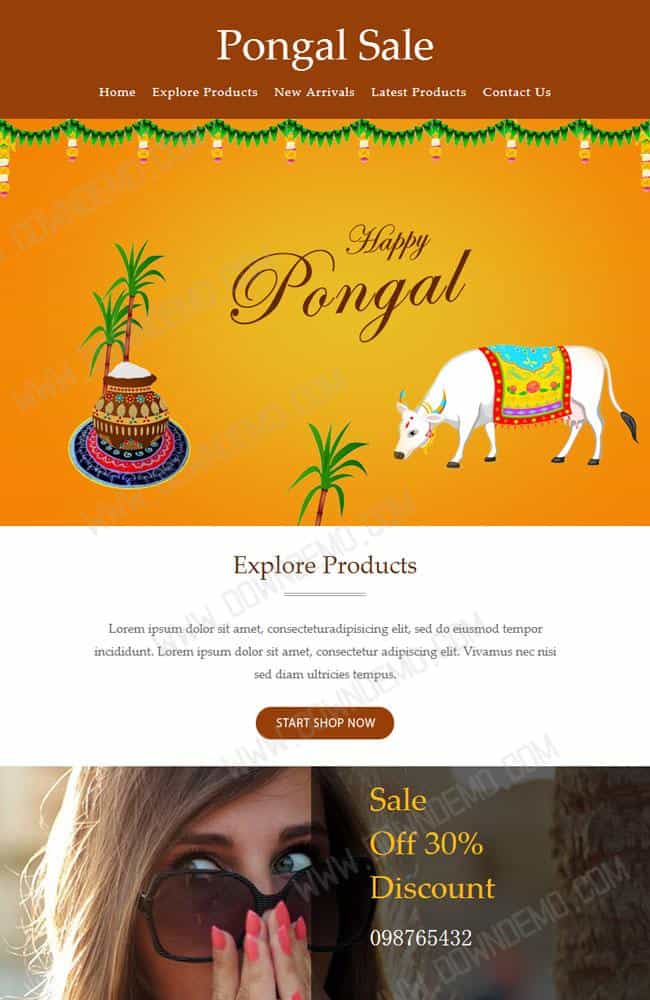 Pongal Sale
Home Explore Products New Arrivals Latest Products Contact Us
Happy
Pongal
Explore Products
Lorem ipsum dolor sit amet, consecteturadipisicing elit, sed do eiusmod tempor
incididunt. Lorem ipsum dolor sit amet, consectetur adipiscing elit. Vivamus nec nisi
sed diam ultricies tempus.
START SHOP NOW
Sale
Off 30%
Discount
098765432
WWW.DOWNDEMO.COM